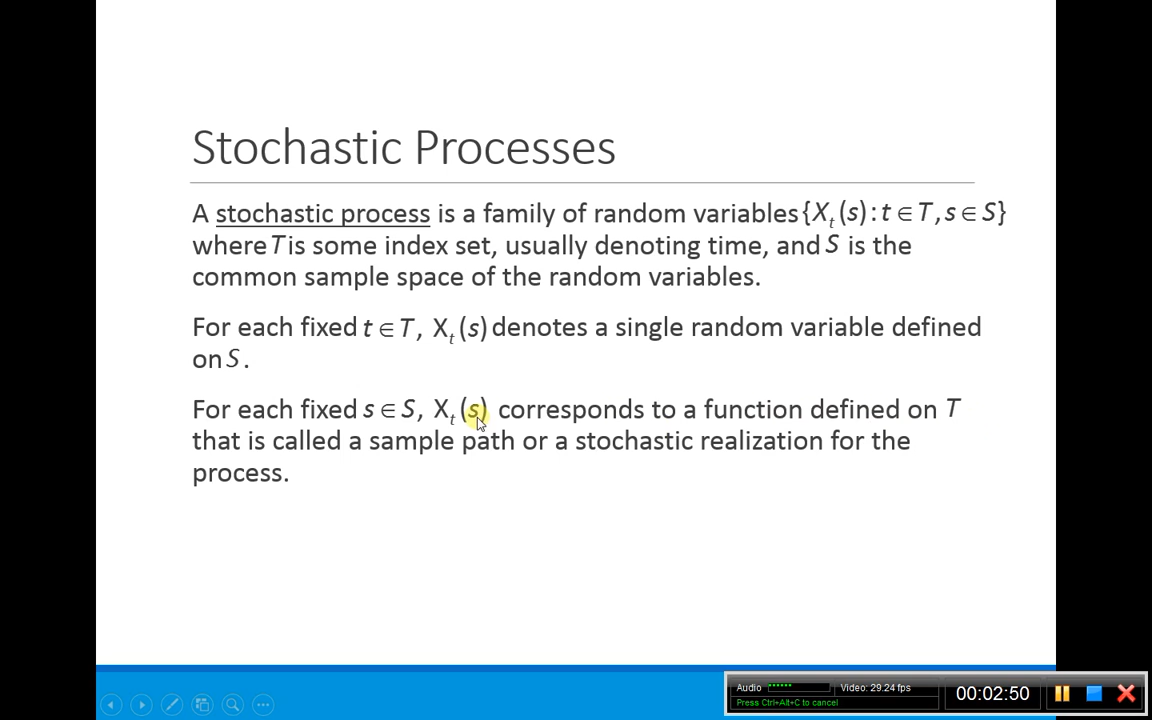 Stochastic Processes
A stochastic process is a family of random variables {Xₜ(s) : t ∈ T, s ∈ S}
where T is some index set, usually denoting time, and S is the
common sample space of the random variables.
For each fixed t ∈ T, Xₜ(s) denotes a single random variable defined
on S .
For each fixed s ∈ S, Xₜ(s) corresponds to a function defined on T
that is called a sample path or a stochastic realization for the
process.
Audio Video: 29.24 fps
Press Ctrl+Alt+C to cancel
00:02:50